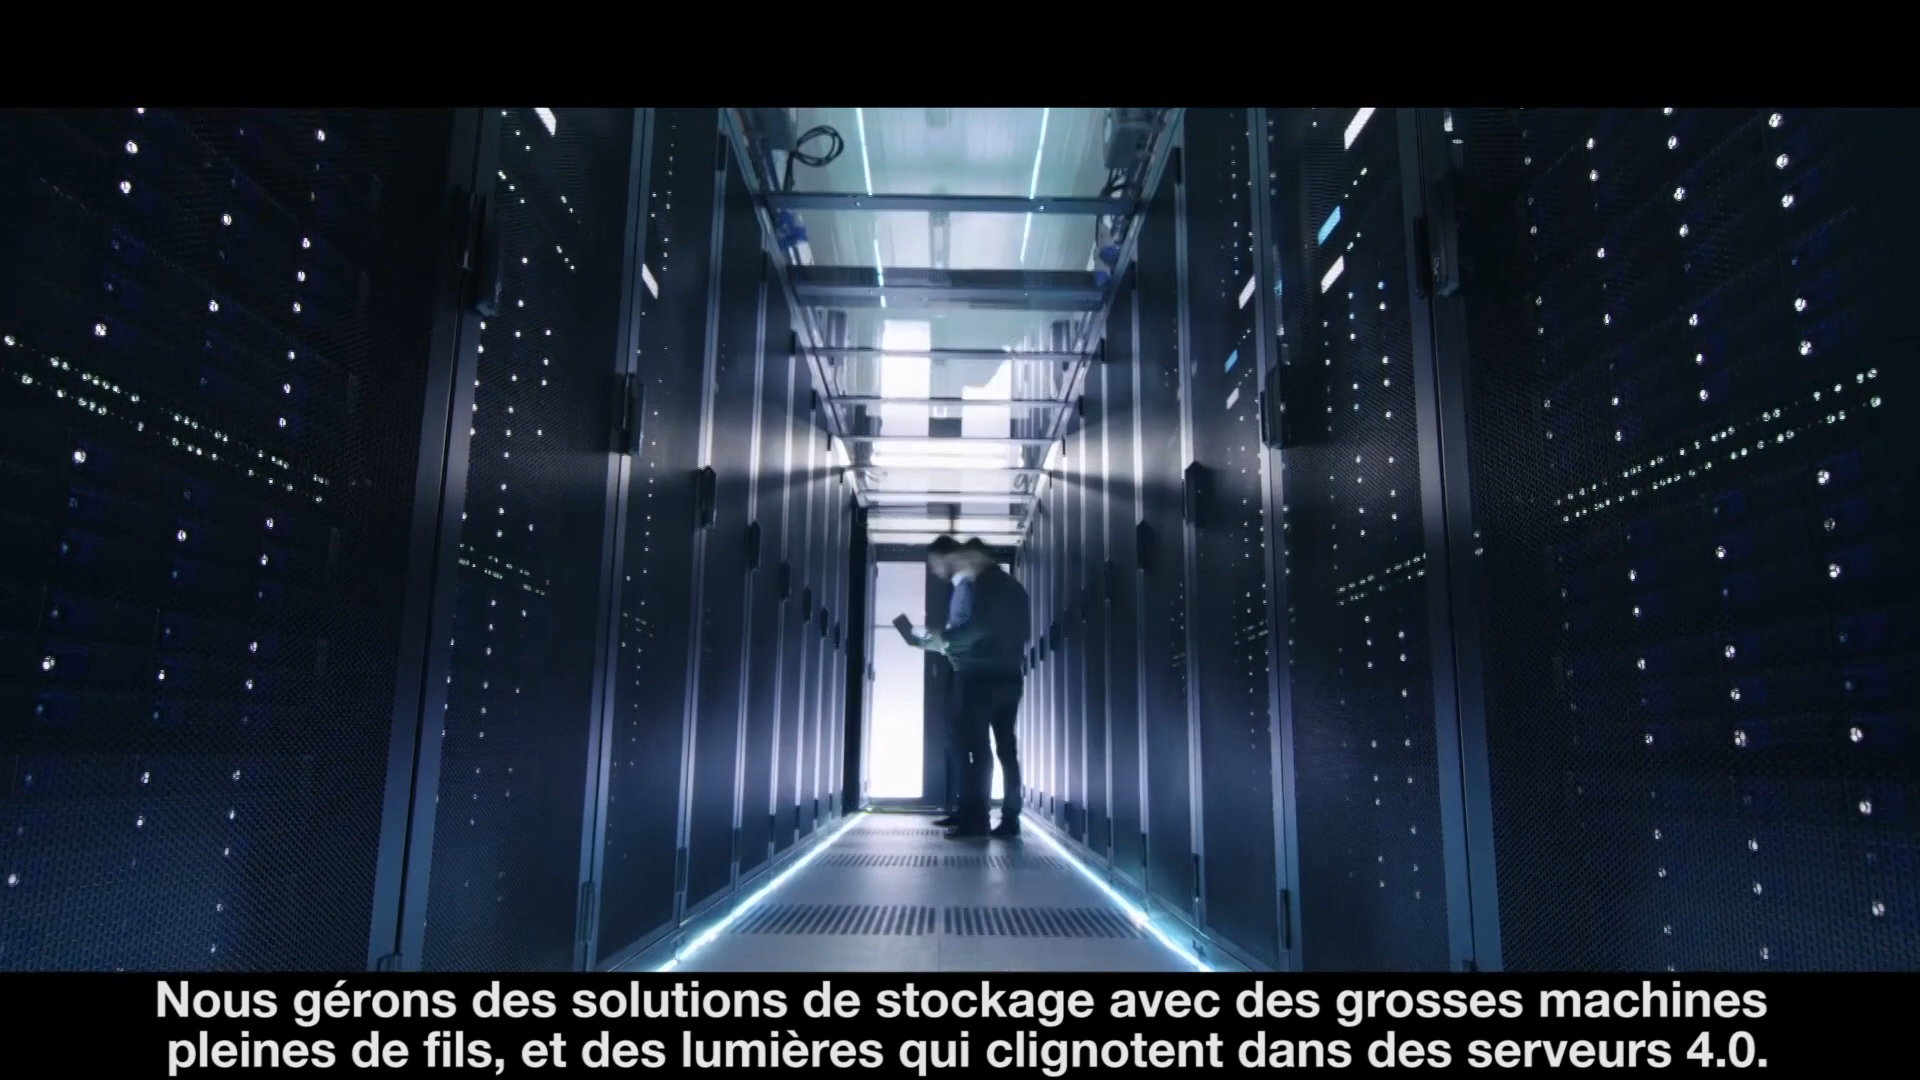 Nous gérons des solutions de stockage avec des grosses machines
pleines de fils, et des lumières qui clignotent dans des serveurs 4.0.